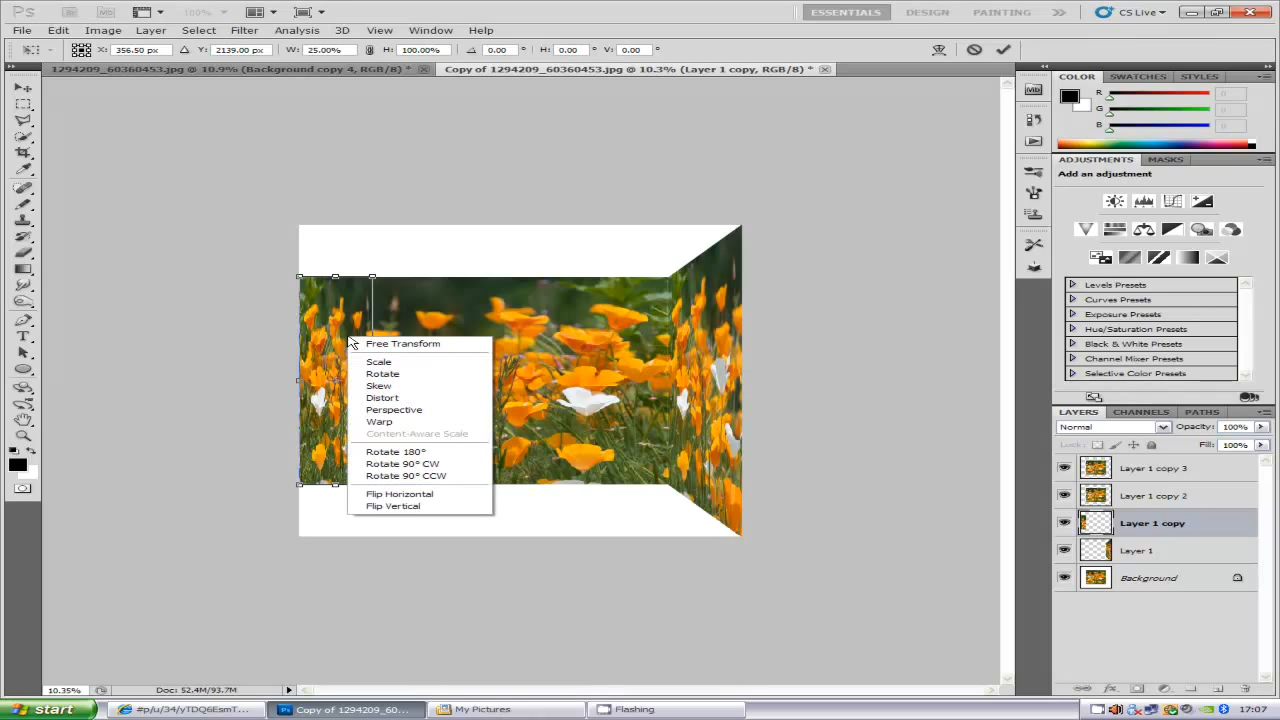 Ps Br Mb 100% ESSENTIALS DESIGN PAINTING CS Live
File Edit Image Layer Select Filter Analysis 3D View Window Help
X: 356.50 px Y: 2139.00 px W: 25.00% H: 100.00% 0.00 ° H: 0.00 ° V: 0.00 °
1294209_60360453.jpg @ 10.9% (Background copy 4, RGB/8) *
Copy of 1294209_60360453.jpg @ 10.3% (Layer 1 copy, RGB/8) *
COLOR SWATCHES STYLES
R 0
G 0
B 0
ADJUSTMENTS MASKS
Add an adjustment
Levels Presets
Curves Presets
Exposure Presets
Hue/Saturation Presets
Black & White Presets
Channel Mixer Presets
Selective Color Presets
Free Transform
Scale
Rotate
Skew
Distort
Perspective
Warp
Content-Aware Scale
Rotate 180°
Rotate 90° CW
Rotate 90° CCW
Flip Horizontal
Flip Vertical
LAYERS CHANNELS PATHS
Normal Opacity: 100%
Lock: Fill: 100%
Layer 1 copy 3
Layer 1 copy 2
Layer 1 copy
Layer 1
Background
10.35% Doc: 52.4M/93.7M
start #p/u/34/yTDQ6EsmT... Copy of 1294209_60... My Pictures Flashing 17:07